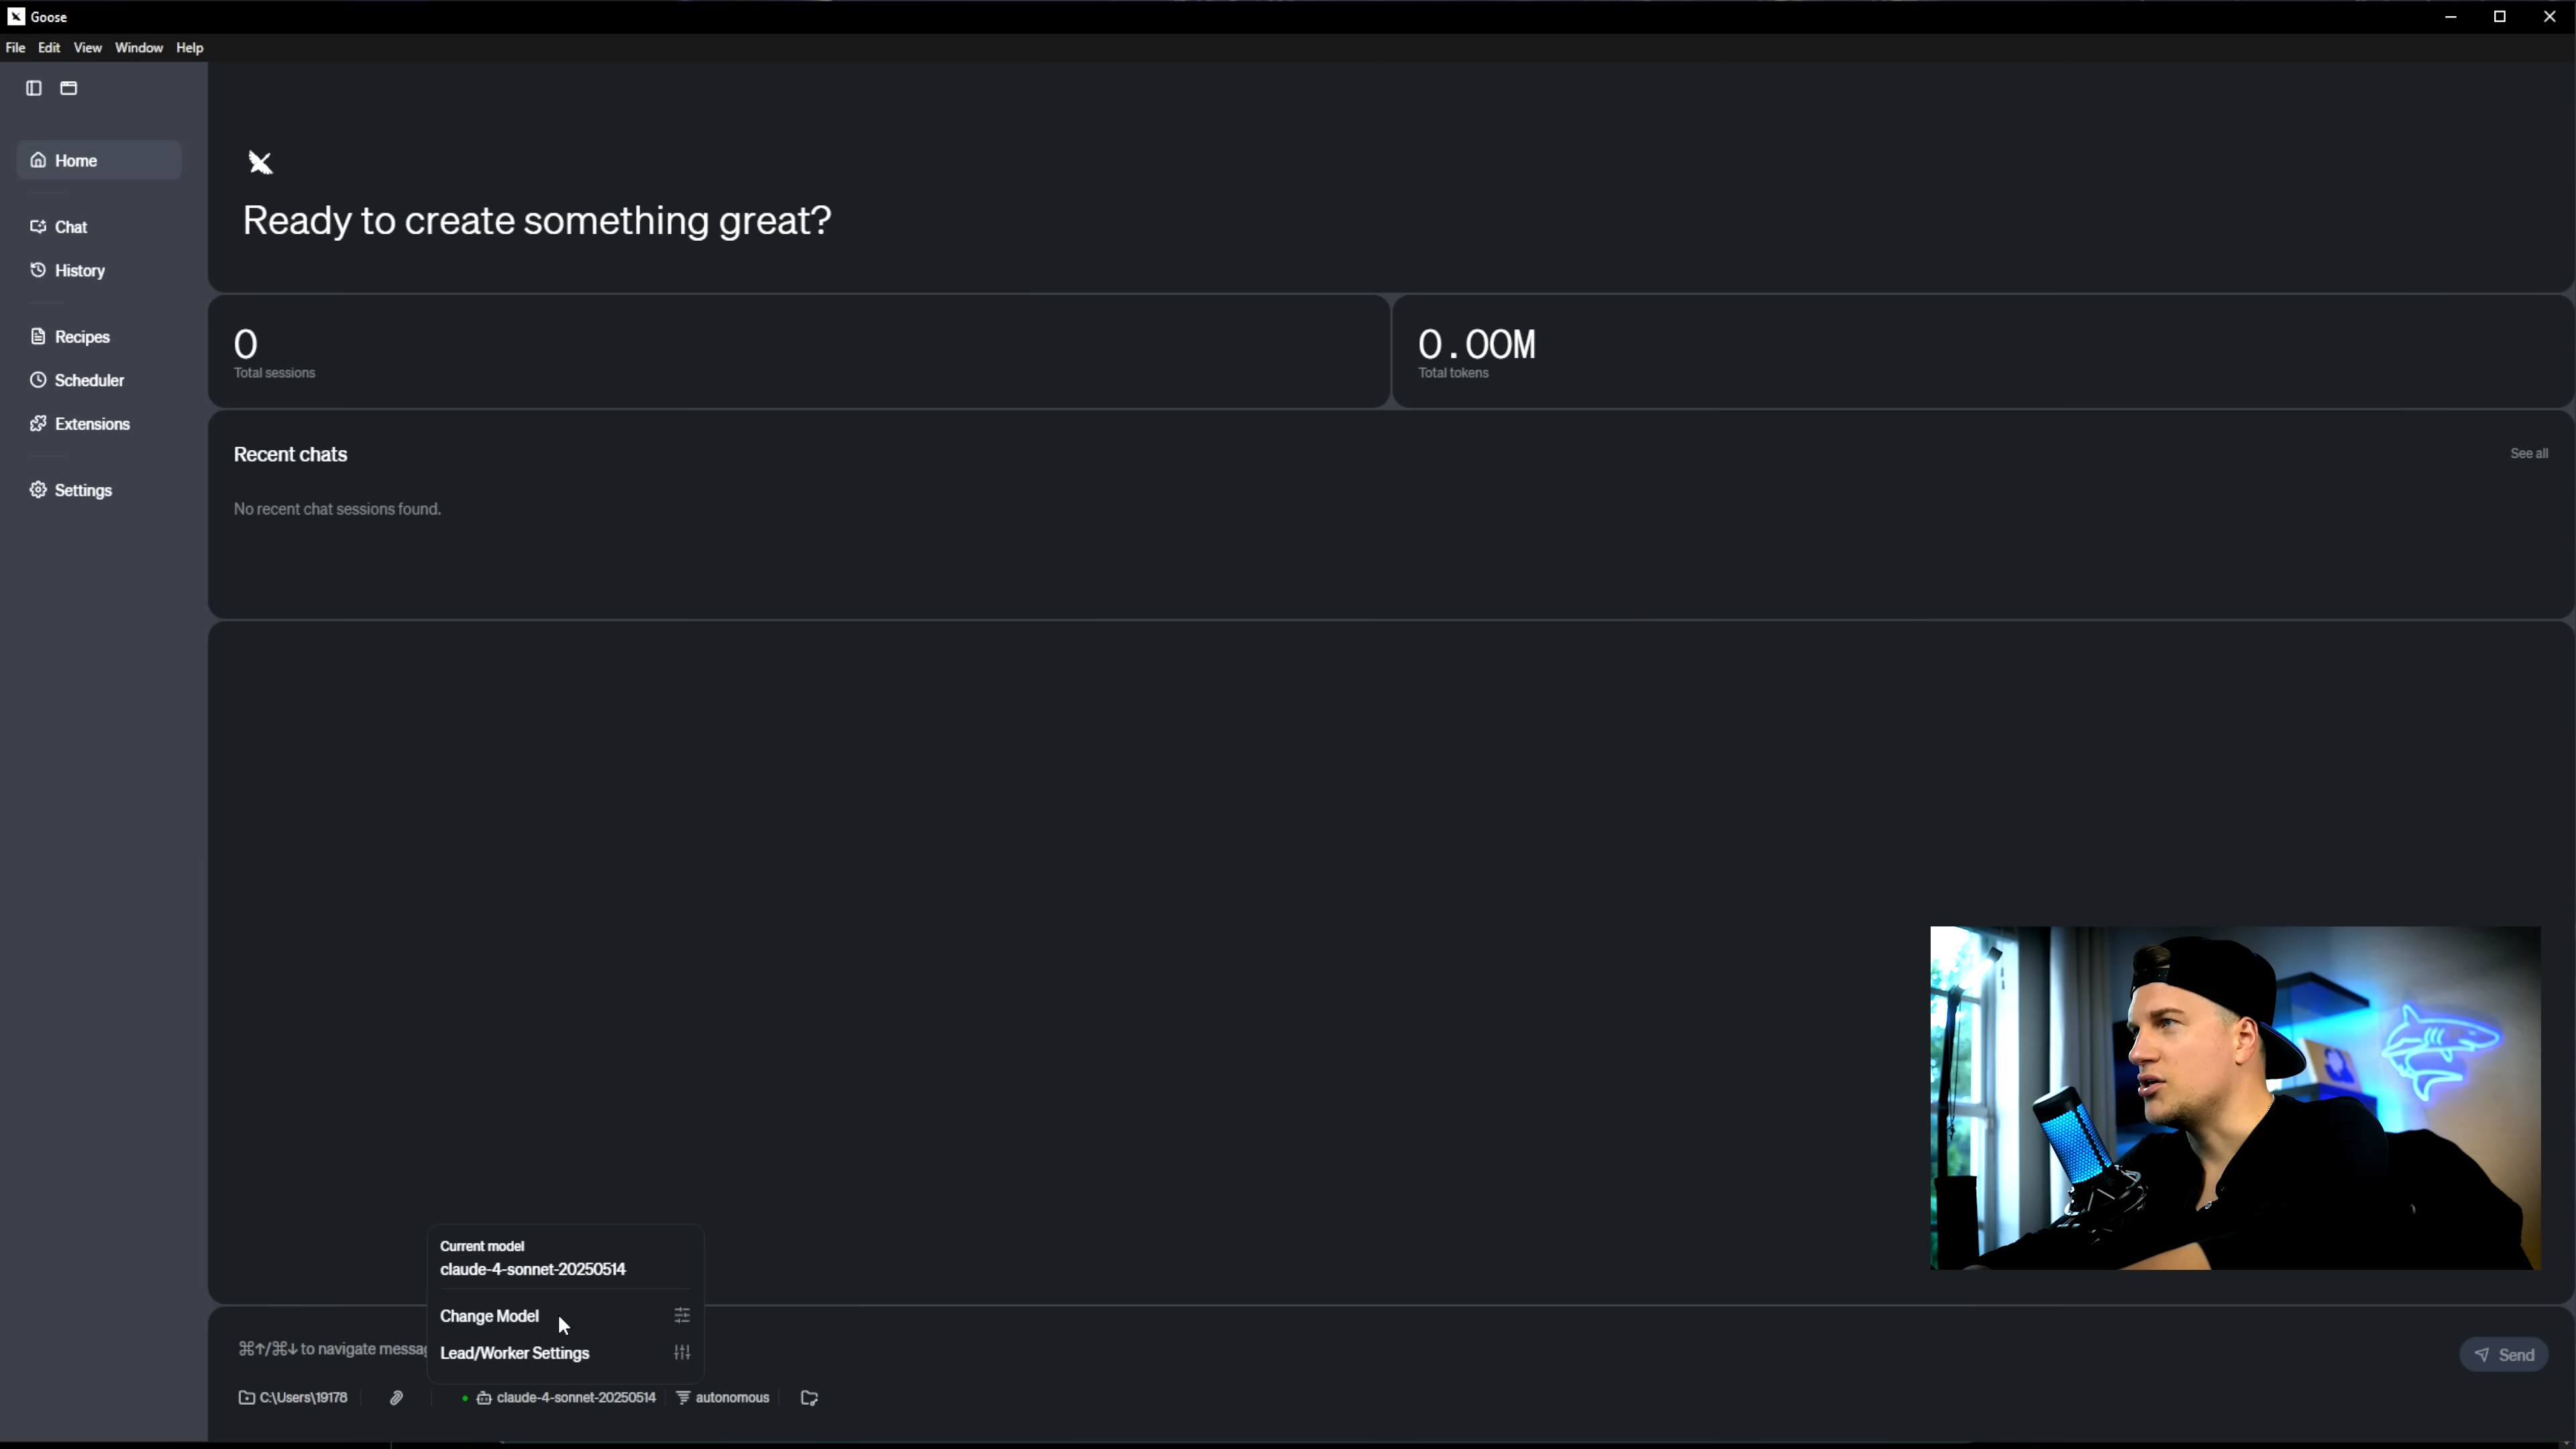 Goose
File Edit View Window Help
Home
Chat
History
Recipes
Scheduler
Extensions
Settings
Ready to create something great?
0
Total sessions
0.00M
Total tokens
Recent chats
See all
No recent chat sessions found.
Current model
claude-4-sonnet-20250514
Change Model
Lead/Worker Settings
⌘↑/⌘↓ to navigate messag
Send
C:\Users\19178
claude-4-sonnet-20250514
autonomous